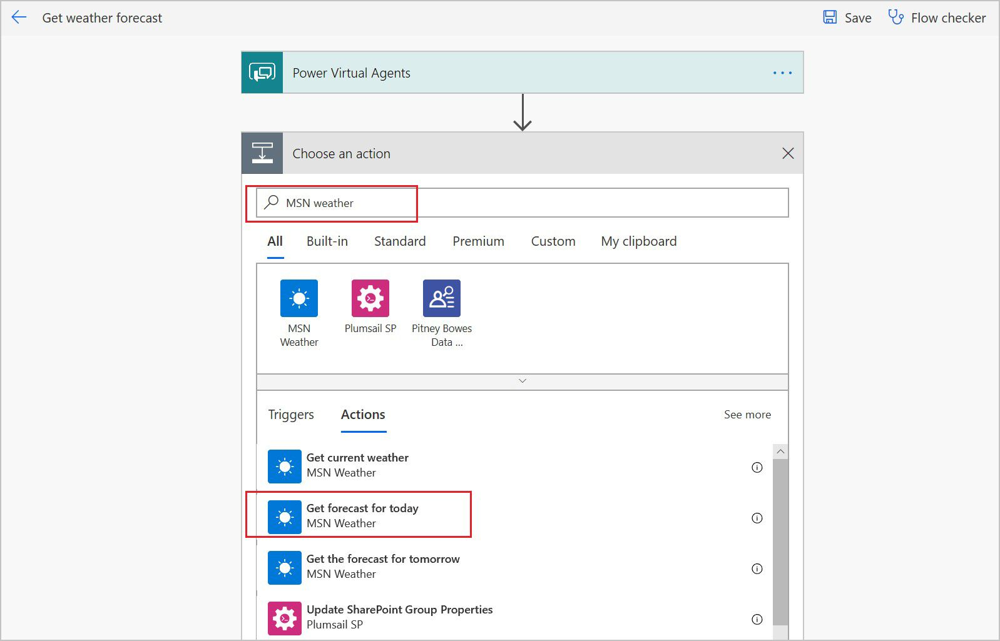 Get weather forecast
Save
Flow checker
Power Virtual Agents
Choose an action
MSN weather
All
Built-in
Standard
Premium
Custom
My clipboard
MSN
Weather
Plumsail SP
Pitney Bowes
Data ...
Triggers
Actions
See more
Get current weather
MSN Weather
Get forecast for today
MSN Weather
Get the forecast for tomorrow
MSN Weather
Update SharePoint Group Properties
Plumsail SP